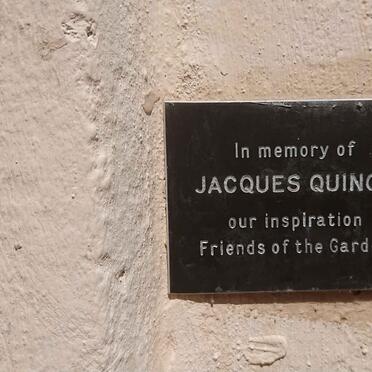 In memory of
JACQUES QUINC
our inspiration
Friends of the Gard